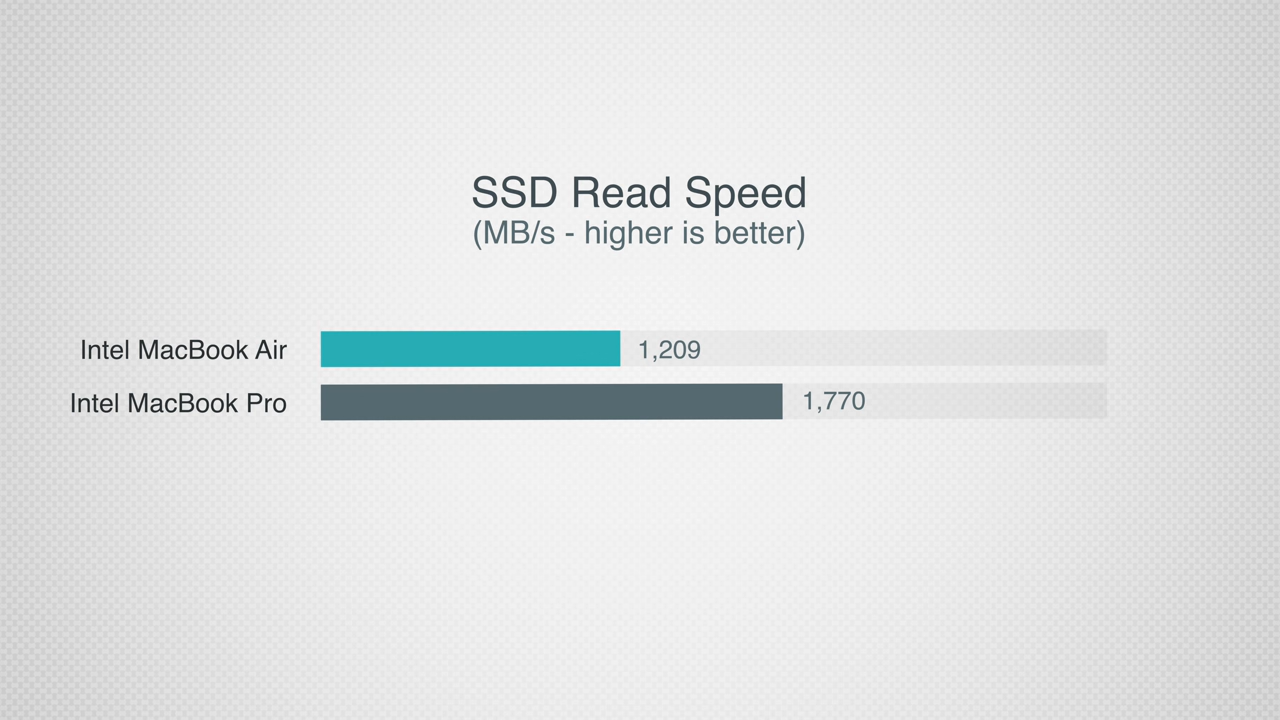 SSD Read Speed
(MB/s - higher is better)
Intel MacBook Air 1,209
Intel MacBook Pro 1,770